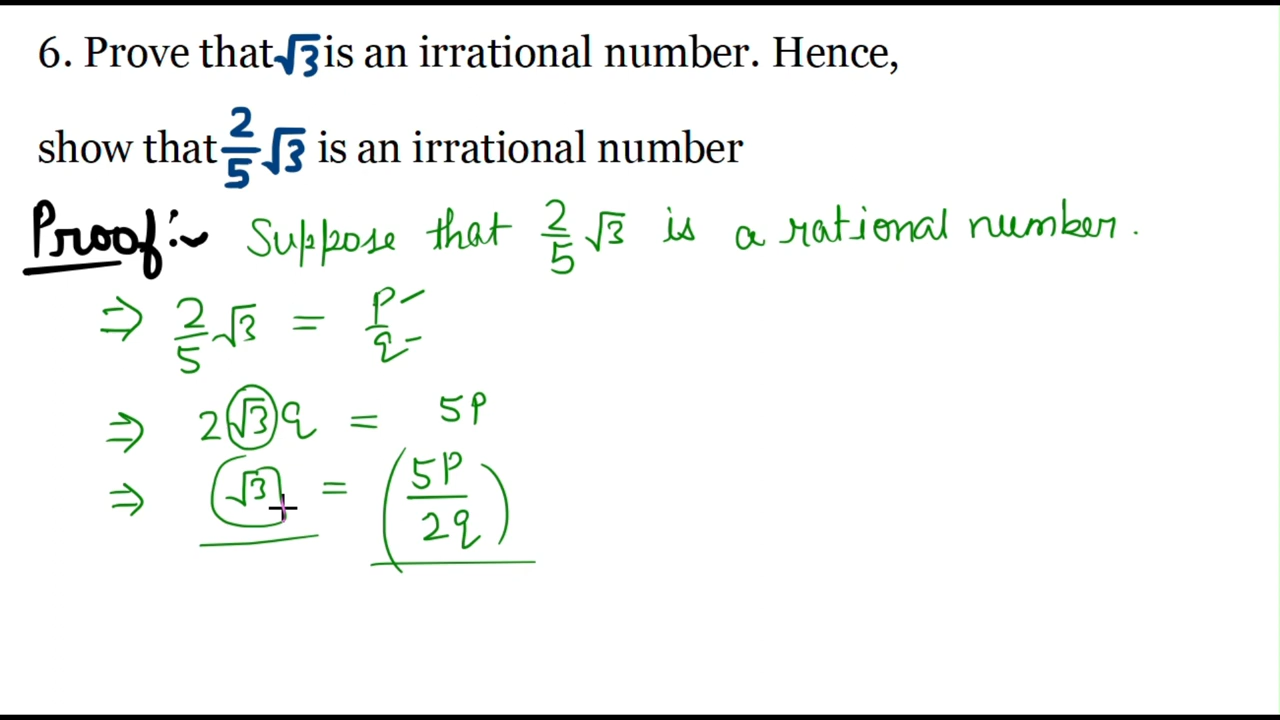 6. Prove that √3 is an irrational number. Hence,
show that 2/5 √3 is an irrational number
Proof :~ Suppose that 2/5 √3 is a rational number.
⇒ 2/5 √3 = p/q
⇒ 2√3q = 5p
⇒ √3 = (5p/2q)